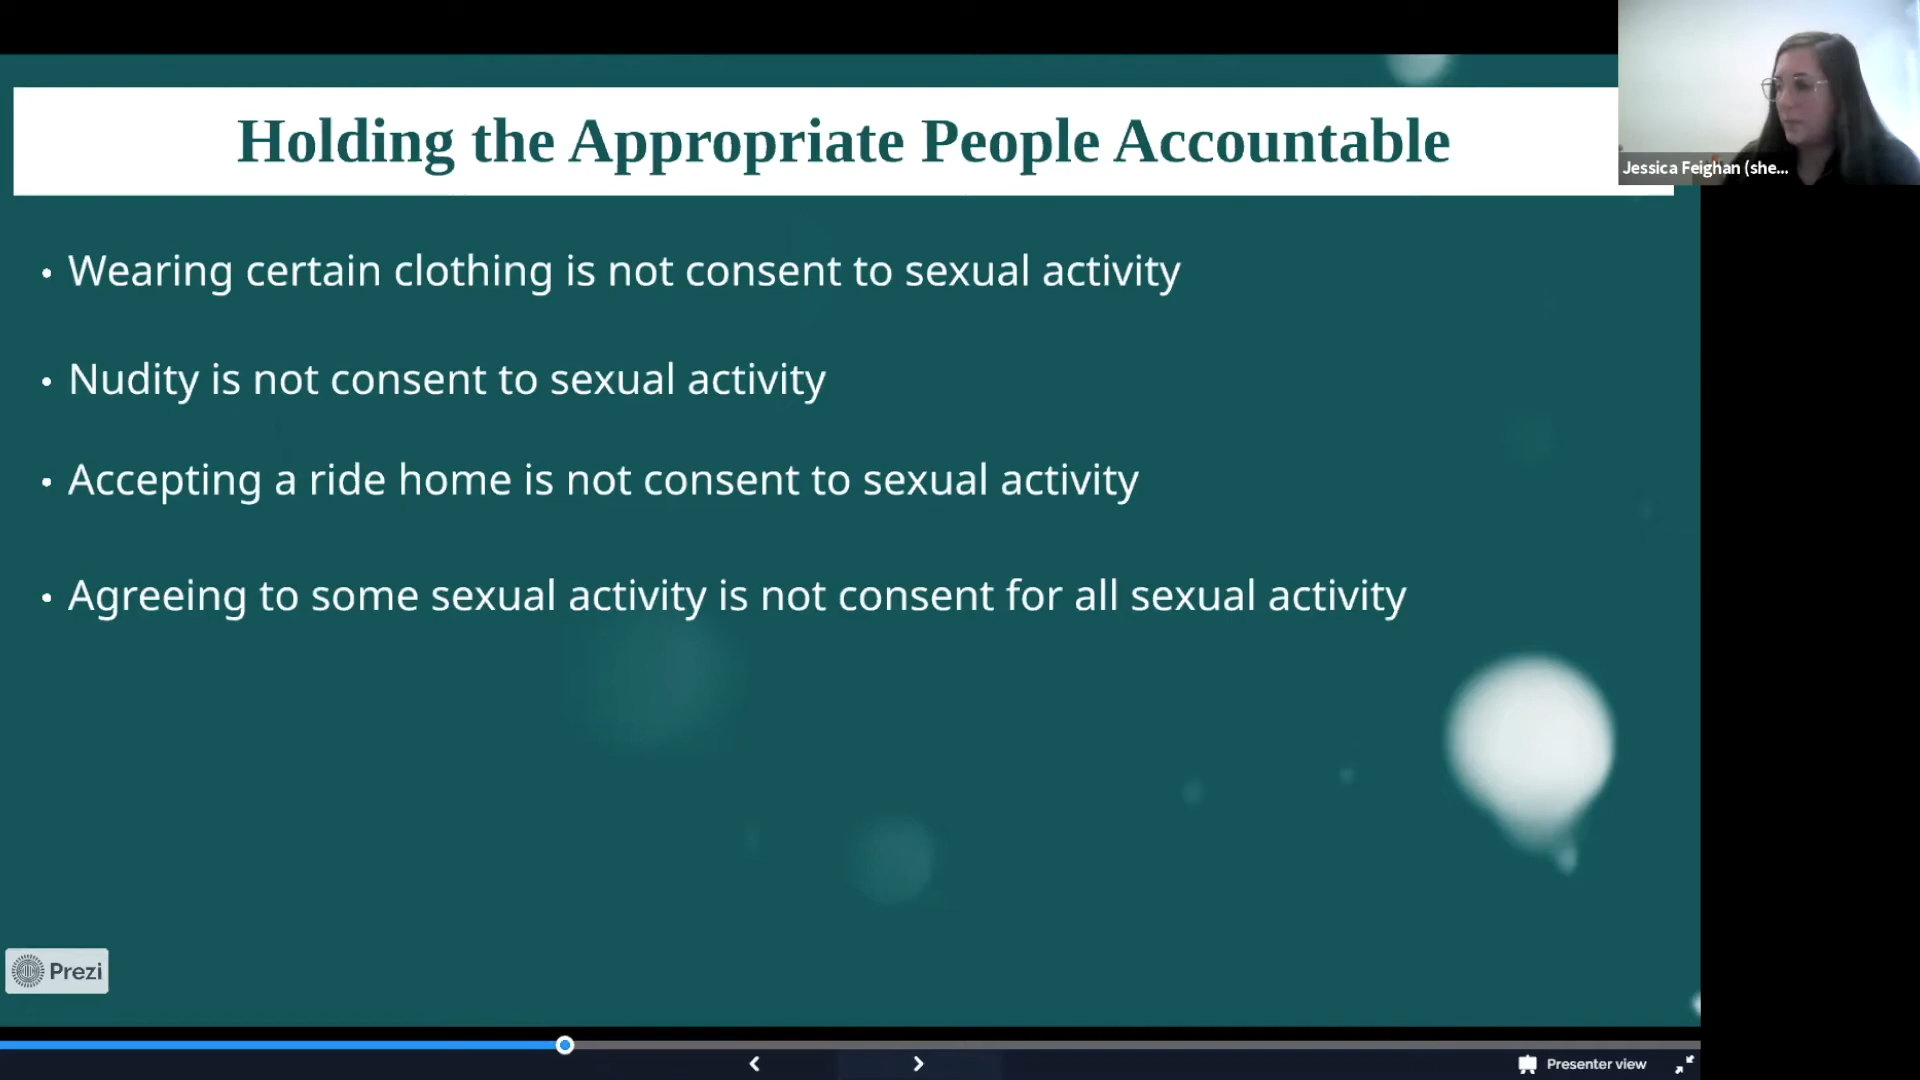 Holding the Appropriate People Accountable
Jessica Feighan (she...
• Wearing certain clothing is not consent to sexual activity
• Nudity is not consent to sexual activity
• Accepting a ride home is not consent to sexual activity
• Agreeing to some sexual activity is not consent for all sexual activity
Prezi
Presenter view